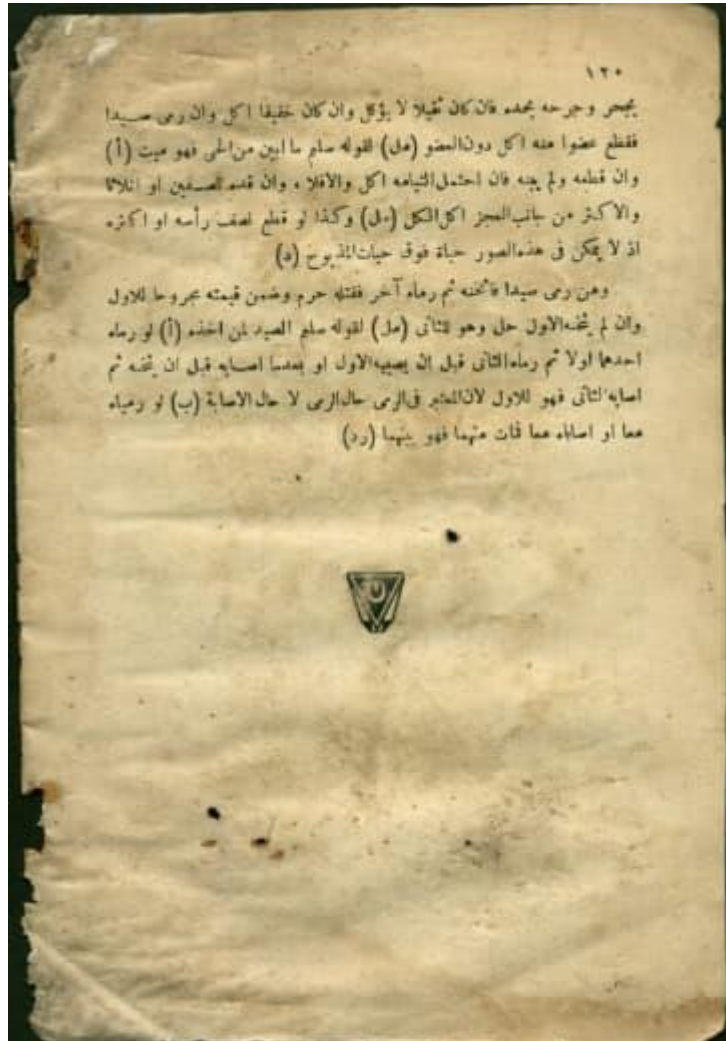 ١٢٠
بحجر وجرحه بحده فان كان ثقيلا لا يؤكل وان كان خفيفا اكل وان رمى صيدا
فقطع عضوا منه اكل دون العضو (مل) لقوله سلم ما ابين من الحى فهو ميت (أ)
وان قطعه ولم يبنه فان احتمل التيامه اكل والافلا وان قده نصفين او اثلاثا
والاكثر من جانب العجز اكل الكل (مل) وكذا لو قطع نصف رأسه او اكثره
اذ لا يمكن فى هذه الصور حياة فوق حيات المذبوح (د)
ومن رمى صيدا فاثخنه ثم رماه آخر فقتله حرم وضمن قيمته مجروحا للاول
وان لم يثخنه الاول حل وهو للثانى (مل) لقوله سلم الصيد لمن اخذه (أ) لو رماه
احدهما اولا ثم رماه الثانى قبل ان يصيبه الاول او بعدما اصابه قبل ان يثخنه ثم
اصابه الثانى فهو للاول لان المعتبر فى الرمى حال الرمى لا حال الاصابة (ب) لو رمياه
معا او اصاباه معا فمات منهما فهو بينهما (رد)